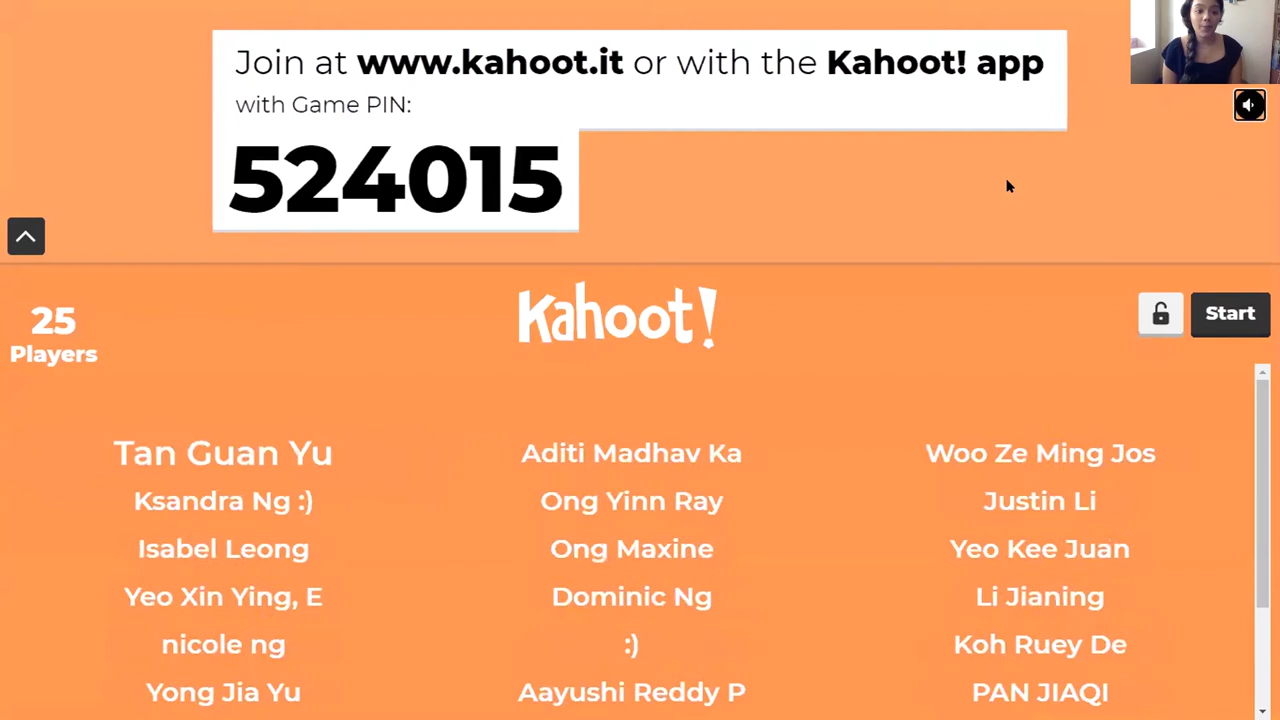 Join at www.kahoot.it or with the Kahoot! app
with Game PIN:
524015
25
Players
Kahoot!
Start
Tan Guan Yu
Aditi Madhav Ka
Woo Ze Ming Jos
Ksandra Ng :)
Ong Yinn Ray
Justin Li
Isabel Leong
Ong Maxine
Yeo Kee Juan
Yeo Xin Ying, E
Dominic Ng
Li Jianing
nicole ng
:)
Koh Ruey De
Yong Jia Yu
Aayushi Reddy P
PAN JIAQI